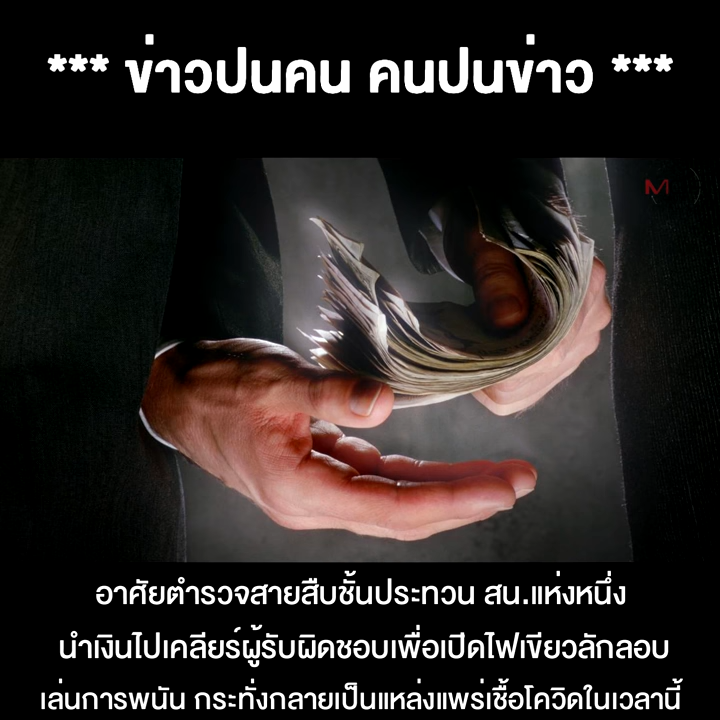 *** ข่าวปนคน คนปนข่าว ***
M
อาศัยตำรวจสายสืบชั้นประทวน สน.แห่งหนึ่ง
นำเงินไปเคลียร์ผู้รับผิดชอบเพื่อเปิดไฟเขียวลักลอบ
เล่นการพนัน กระทั่งกลายเป็นแหล่งแพร่เชื้อโควิดในเวลานี้